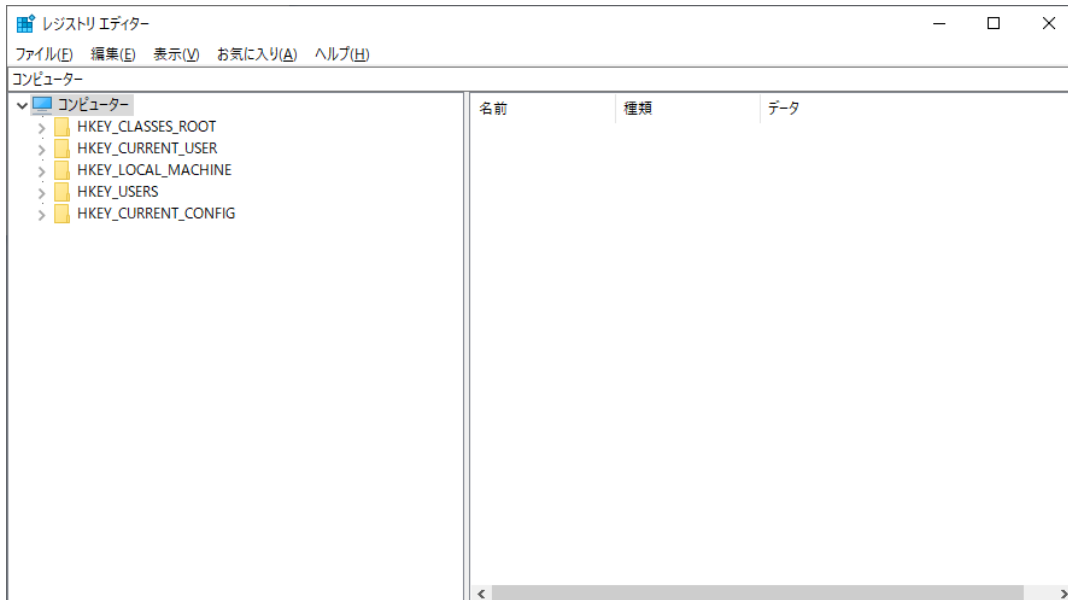 レジストリ エディター
ファイル(F) 編集(E) 表示(V) お気に入り(A) ヘルプ(H)
コンピューター
コンピューター
名前 種類 データ
HKEY_CLASSES_ROOT
HKEY_CURRENT_USER
HKEY_LOCAL_MACHINE
HKEY_USERS
HKEY_CURRENT_CONFIG